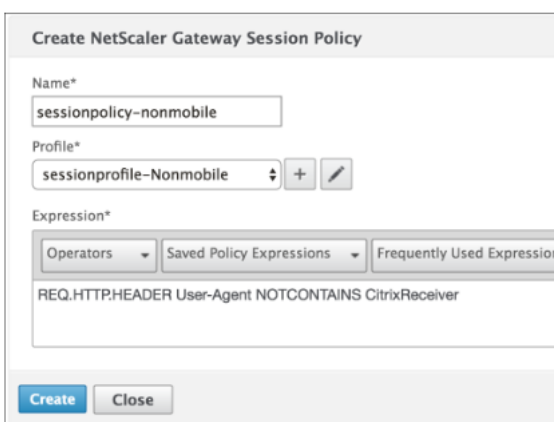 Create NetScaler Gateway Session Policy
Name*
sessionpolicy-nonmobile
Profile*
sessionprofile-Nonmobile
+
Expression*
Operators Saved Policy Expressions Frequently Used Expression
REQ.HTTP.HEADER User-Agent NOTCONTAINS CitrixReceiver
Create Close